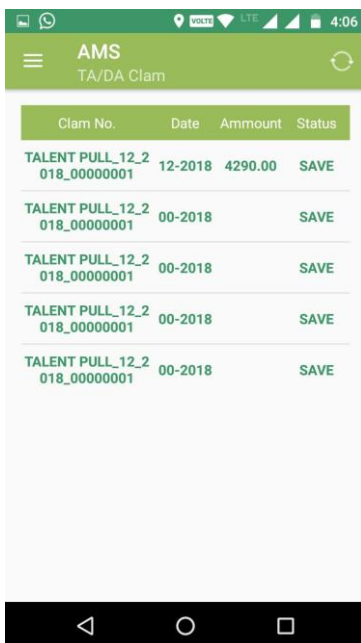 VOLTE LTE 4:06
AMS
TA/DA Clam
Clam No. Date Ammount Status
TALENT PULL_12_2 12-2018 4290.00 SAVE
018_00000001
TALENT PULL_12_2 00-2018 SAVE
018_00000001
TALENT PULL_12_2 00-2018 SAVE
018_00000001
TALENT PULL_12_2 00-2018 SAVE
018_00000001
TALENT PULL_12_2 00-2018 SAVE
018_00000001